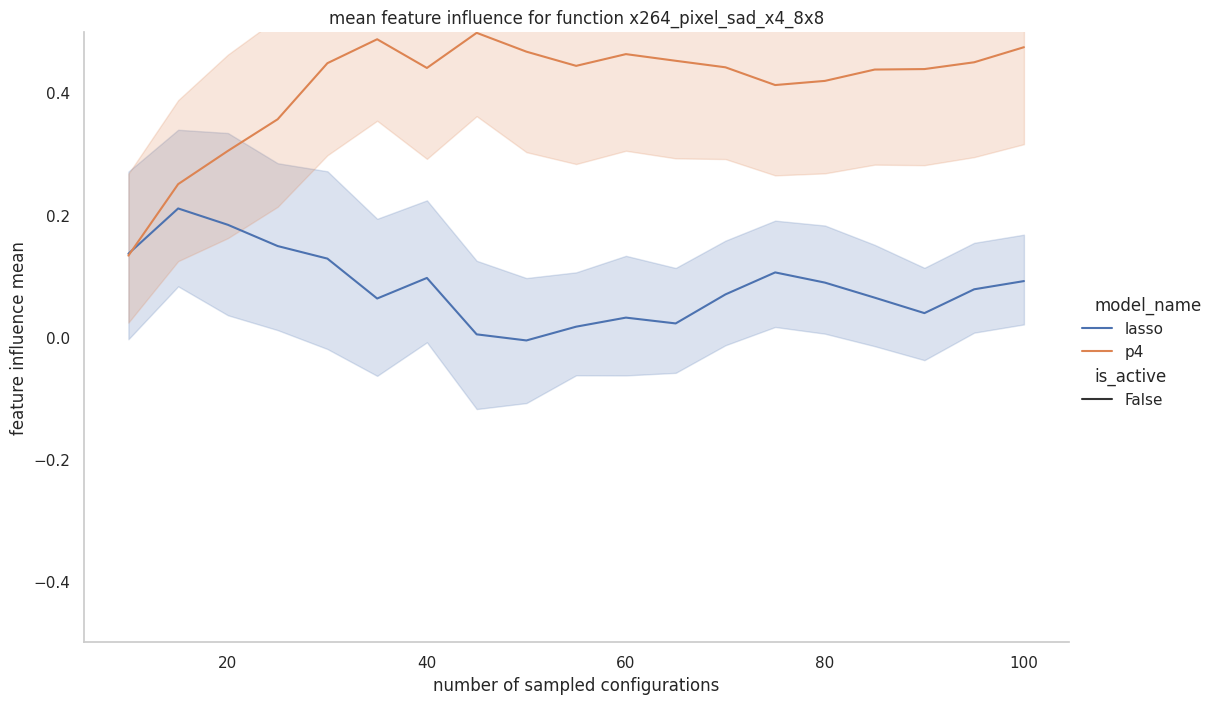 mean feature influence for function x264_pixel_sad_x4_8x8
feature influence mean
0.4
0.2
0.0
−0.2
−0.4
20
40
60
80
100
number of sampled configurations
model_name
lasso
p4
is_active
False